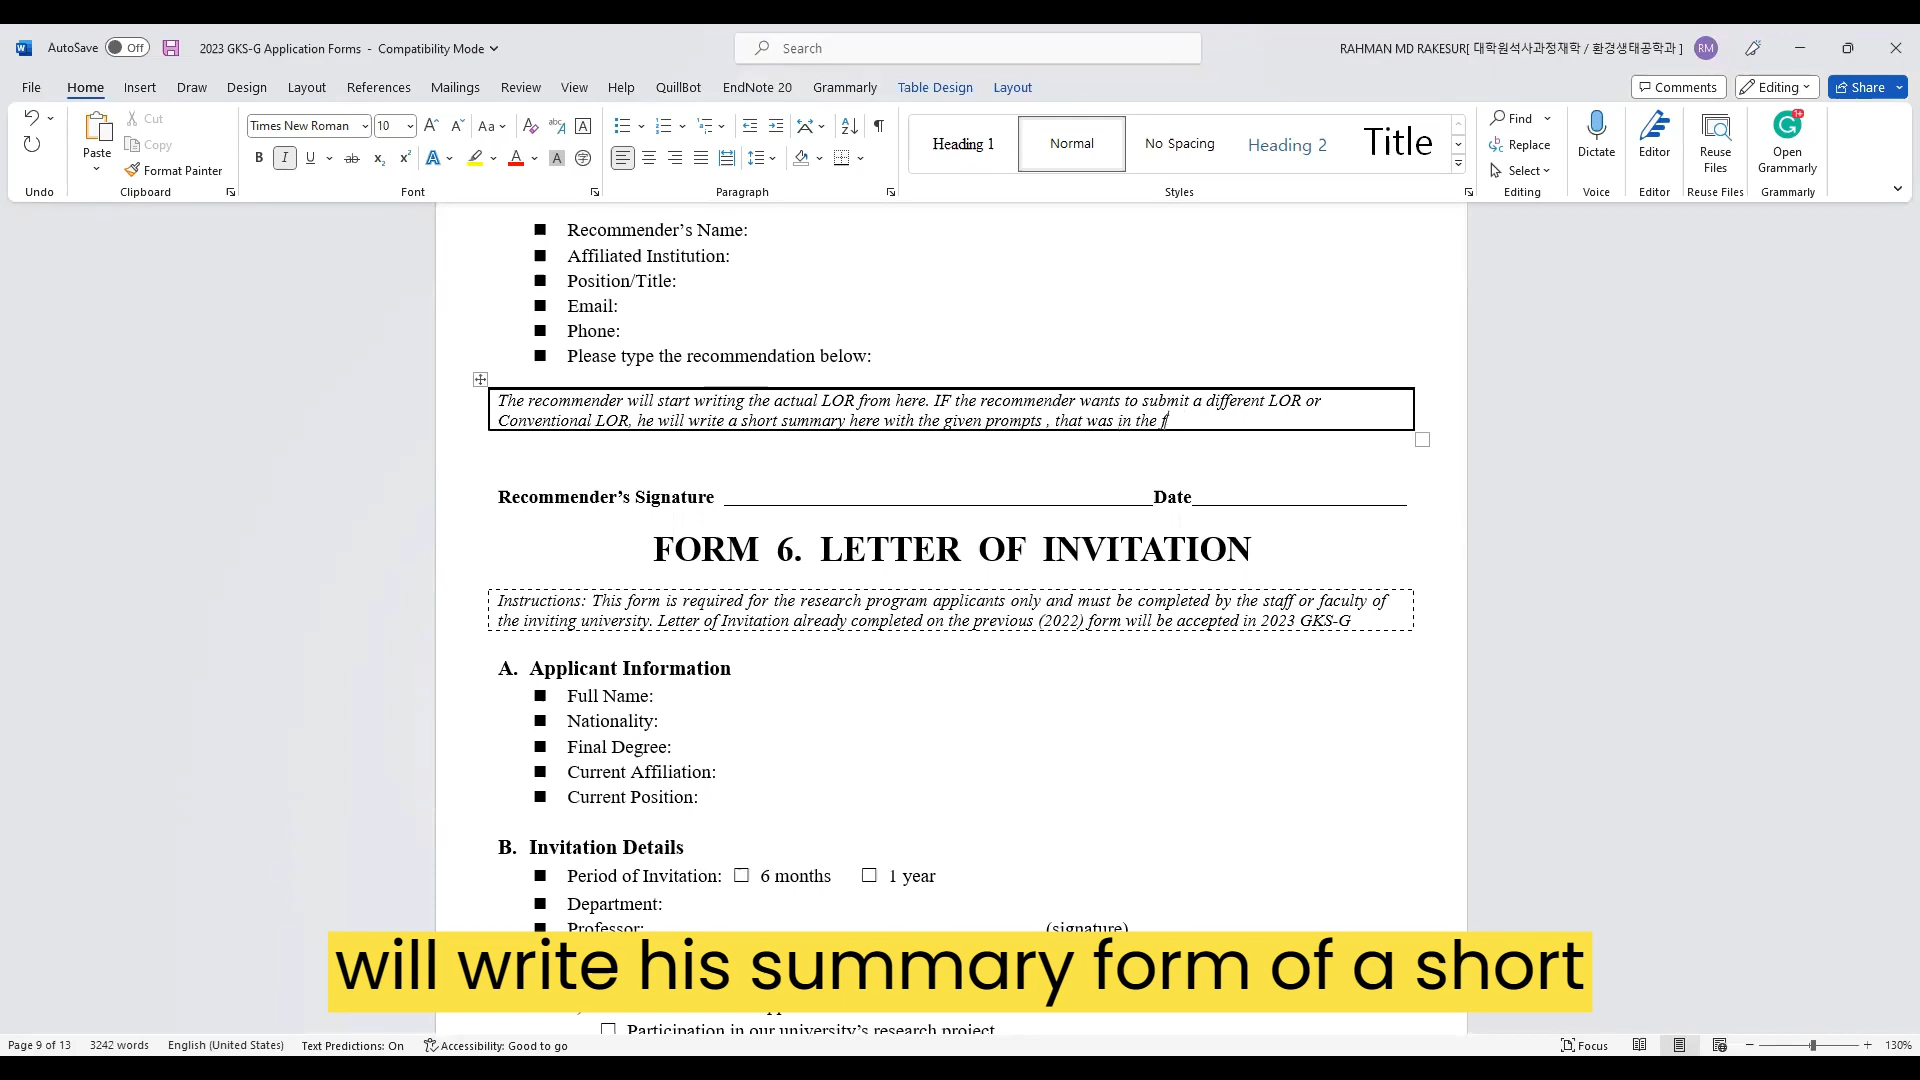 AutoSave Off 2023 GKS-G Application Forms - Compatibility Mode Search RAHMAN MD RAKESUR[ 대학원석사과정재학 / 환경생태공학과 ] RM
File Home Insert Draw Design Layout References Mailings Review View Help QuillBot EndNote 20 Grammarly Table Design Layout Comments Editing Share
Paste Cut Copy Format Painter
Times New Roman 10
Heading 1 Normal No Spacing Heading 2 Title
Find Replace Select
Dictate Editor Reuse Files Open Grammarly
Undo Clipboard Font Paragraph Styles Editing Voice Editor Reuse Files Grammarly
■ Recommender's Name:
■ Affiliated Institution:
■ Position/Title:
■ Email:
■ Phone:
■ Please type the recommendation below:
The recommender will start writing the actual LOR from here. IF the recommender wants to submit a different LOR or
Conventional LOR, he will write a short summary here with the given prompts , that was in the f
Recommender's Signature Date
FORM 6. LETTER OF INVITATION
Instructions: This form is required for the research program applicants only and must be completed by the staff or faculty of
the inviting university. Letter of Invitation already completed on the previous (2022) form will be accepted in 2023 GKS-G
A. Applicant Information
■ Full Name:
■ Nationality:
■ Final Degree:
■ Current Affiliation:
■ Current Position:
B. Invitation Details
■ Period of Invitation: ☐ 6 months ☐ 1 year
■ Department:
■ Professor: (signature)
will write his summary form of a short
☐ Participation in our university's research project
Page 9 of 13 3242 words English (United States) Text Predictions: On Accessibility: Good to go Focus 130%